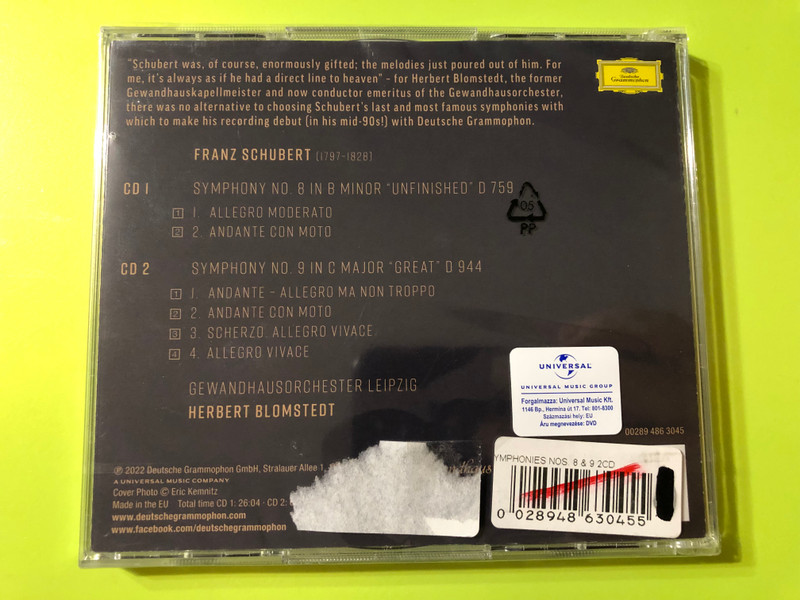 "Schubert was, of course, enormously gifted; the melodies just poured out of him. For
me, it's always as if he had a direct line to heaven" - for Herbert Blomstedt, the former
Gewandhauskapellmeister and now conductor emeritus of the Gewandhausorchester,
there was no alternative to choosing Schubert's last and most famous symphonies with
which to make his recording debut (in his mid-90s!) with Deutsche Grammophon.
Deutsche
Grammophon
FRANZ SCHUBERT (1797-1828)
CD 1 SYMPHONY NO. 8 IN B MINOR "UNFINISHED" D 759
1 1. ALLEGRO MODERATO
2 2. ANDANTE CON MOTO
05
PP
CD 2 SYMPHONY NO. 9 IN C MAJOR "GREAT" D 944
1 1. ANDANTE – ALLEGRO MA NON TROPPO
2 2. ANDANTE CON MOTO
3 3. SCHERZO. ALLEGRO VIVACE
4 4. ALLEGRO VIVACE
GEWANDHAUSORCHESTER LEIPZIG
HERBERT BLOMSTEDT
UNIVERSAL
UNIVERSAL MUSIC GROUP
Forgalmazza: Universal Music Kft.
1146 Bp., Hermina út 17. Tel: 801-8300
Származási hely: EU
Áru megnevezése: DVD
00289 486 3045
℗ 2022 Deutsche Grammophon GmbH, Stralauer Allee 1,
A UNIVERSAL MUSIC COMPANY
Cover Photo © Eric Kemnitz
Made in the EU Total time CD 1: 26:04 · CD 2:
www.deutschegrammophon.com
www.facebook.com/deutschegrammophon
YMPHONIES NOS. 8 & 9 2CD
0 028948 630455